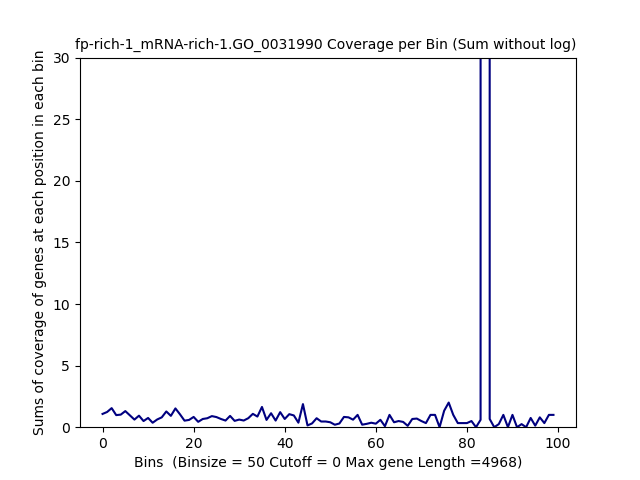 fp-rich-1_mRNA-rich-1.GO_0031990 Coverage per Bin (Sum without log)
Sums of coverage of genes at each position in each bin
30
25
20
15
10
5
0
0 20 40 60 80 100
Bins  (Binsize = 50 Cutoff = 0 Max gene Length =4968)